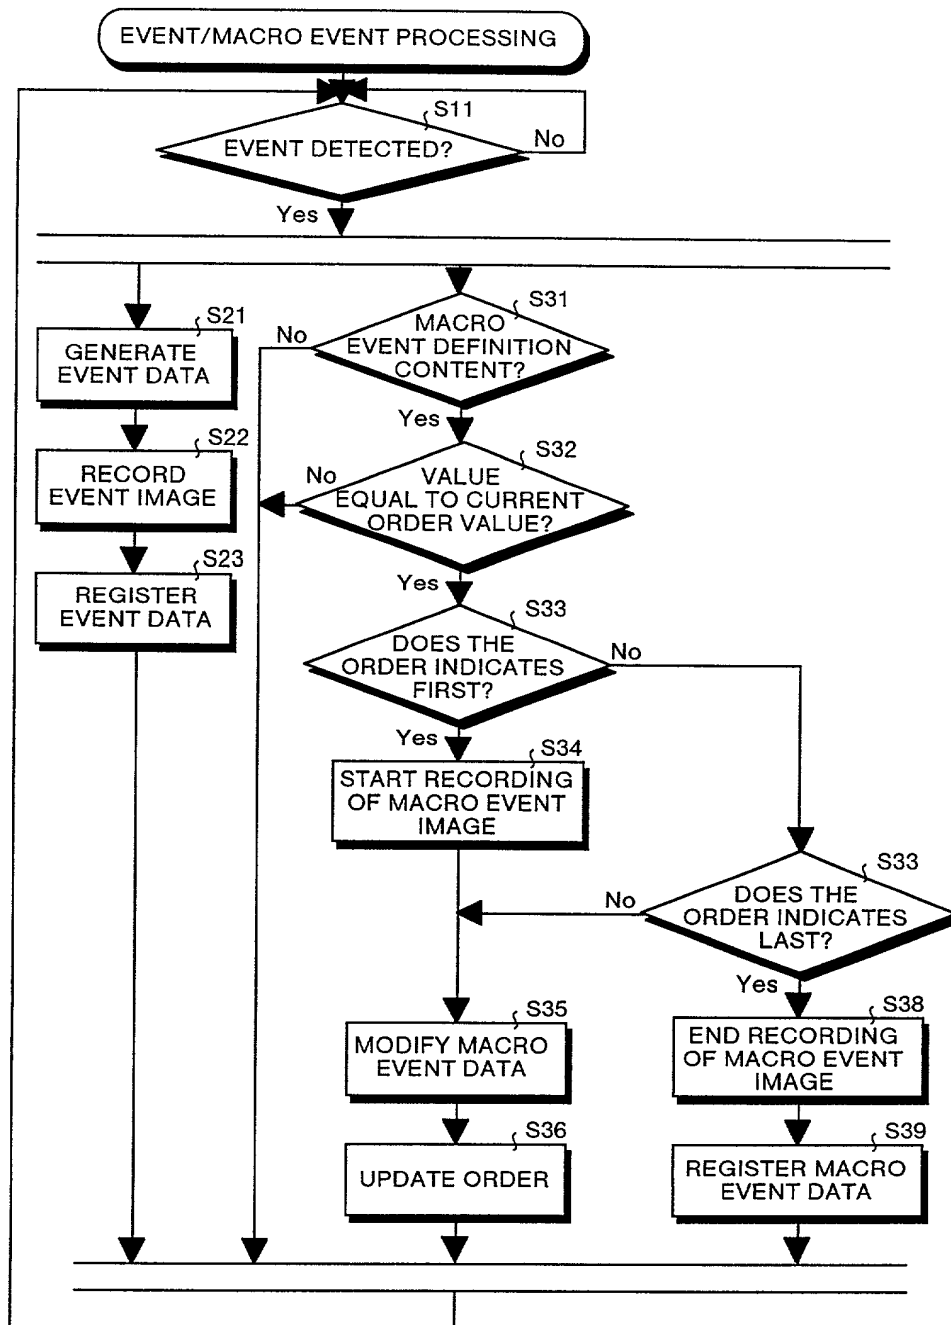 EVENT/MACRO EVENT PROCESSING
S11
EVENT DETECTED?
No
Yes
S21
GENERATE
EVENT DATA
S22
RECORD
EVENT IMAGE
S23
REGISTER
EVENT DATA
S31
No
MACRO
EVENT DEFINITION
CONTENT?
Yes
S32
No
VALUE
EQUAL TO CURRENT
ORDER VALUE?
Yes
S33
DOES THE
ORDER INDICATES
FIRST?
No
Yes
S34
START RECORDING
OF MACRO EVENT
IMAGE
S33
No
DOES THE
ORDER INDICATES
LAST?
Yes
S35
MODIFY MACRO
EVENT DATA
S36
UPDATE ORDER
S38
END RECORDING
OF MACRO EVENT
IMAGE
S39
REGISTER MACRO
EVENT DATA